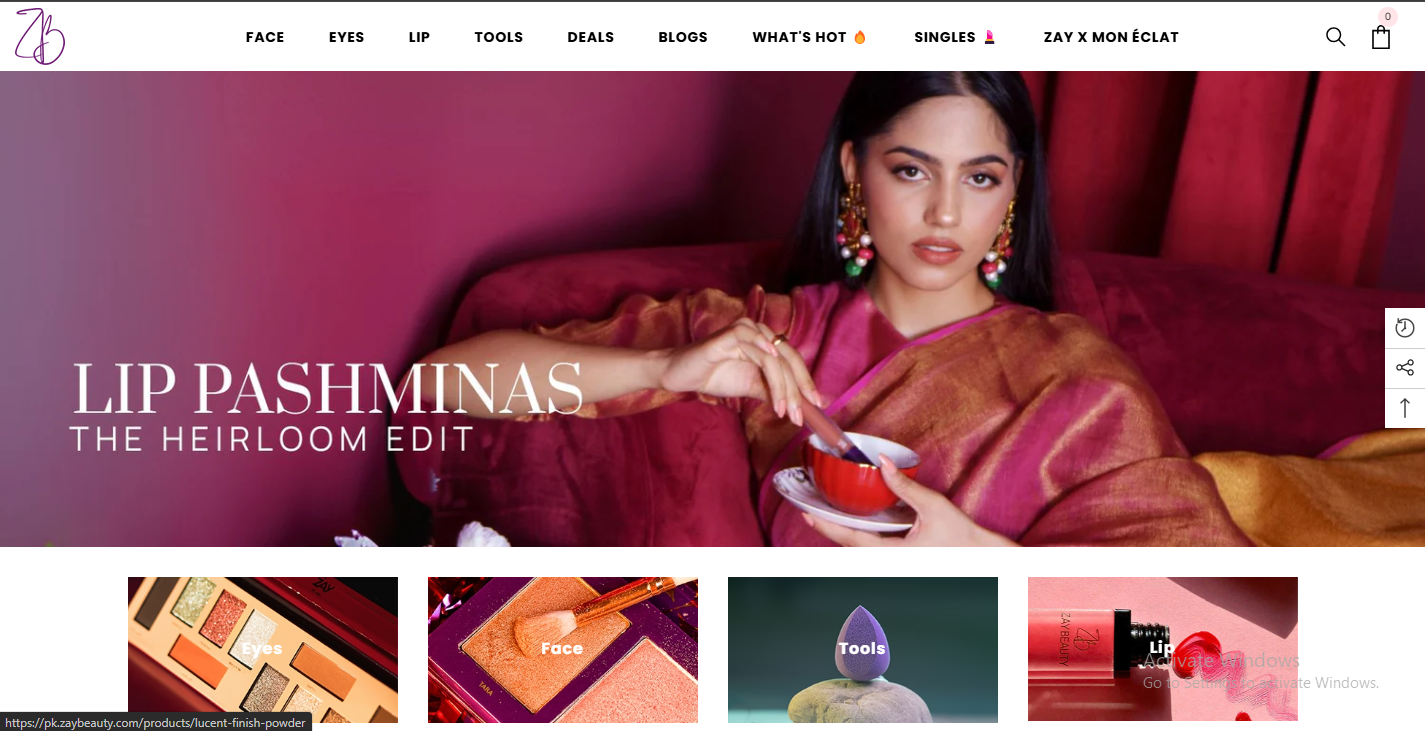 ZB
0
FACE EYES LIP TOOLS DEALS BLOGS WHAT'S HOT 🔥 SINGLES 💄 ZAY X MON ÉCLAT
LIP PASHMINAS
THE HEIRLOOM EDIT
ZAY
Eyes
Face
TARA
Tools
ZAYBEAUTY
Lip
Activate Windows
Go to Settings to activate Windows.
https://pk.zaybeauty.com/products/lucent-finish-powder